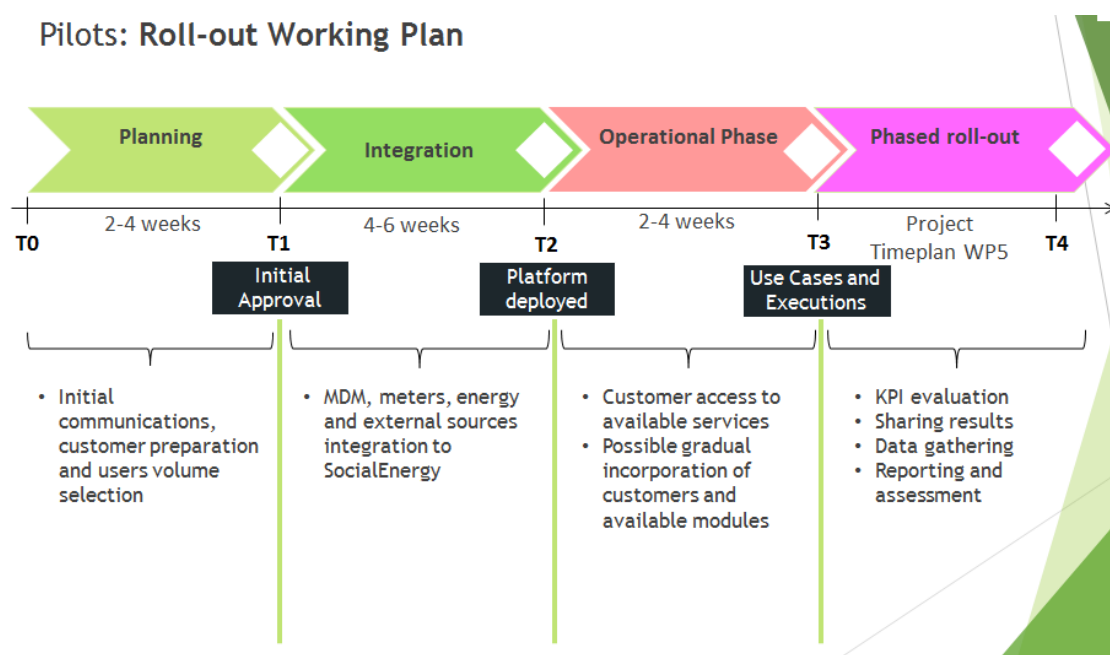 Pilots: Roll-out Working Plan
Planning
Integration
Operational Phase
Phased roll-out
2-4 weeks
4-6 weeks
2-4 weeks
Project
Timeplan WP5
T0
T1
T2
T3
T4
Initial
Approval
Platform
deployed
Use Cases and
Executions
• Initial
communications,
customer preparation
and users volume
selection
• MDM, meters, energy
and external sources
integration to
SocialEnergy
• Customer access to
available services
• Possible gradual
incorporation of
customers and
available modules
• KPI evaluation
• Sharing results
• Data gathering
• Reporting and
assessment